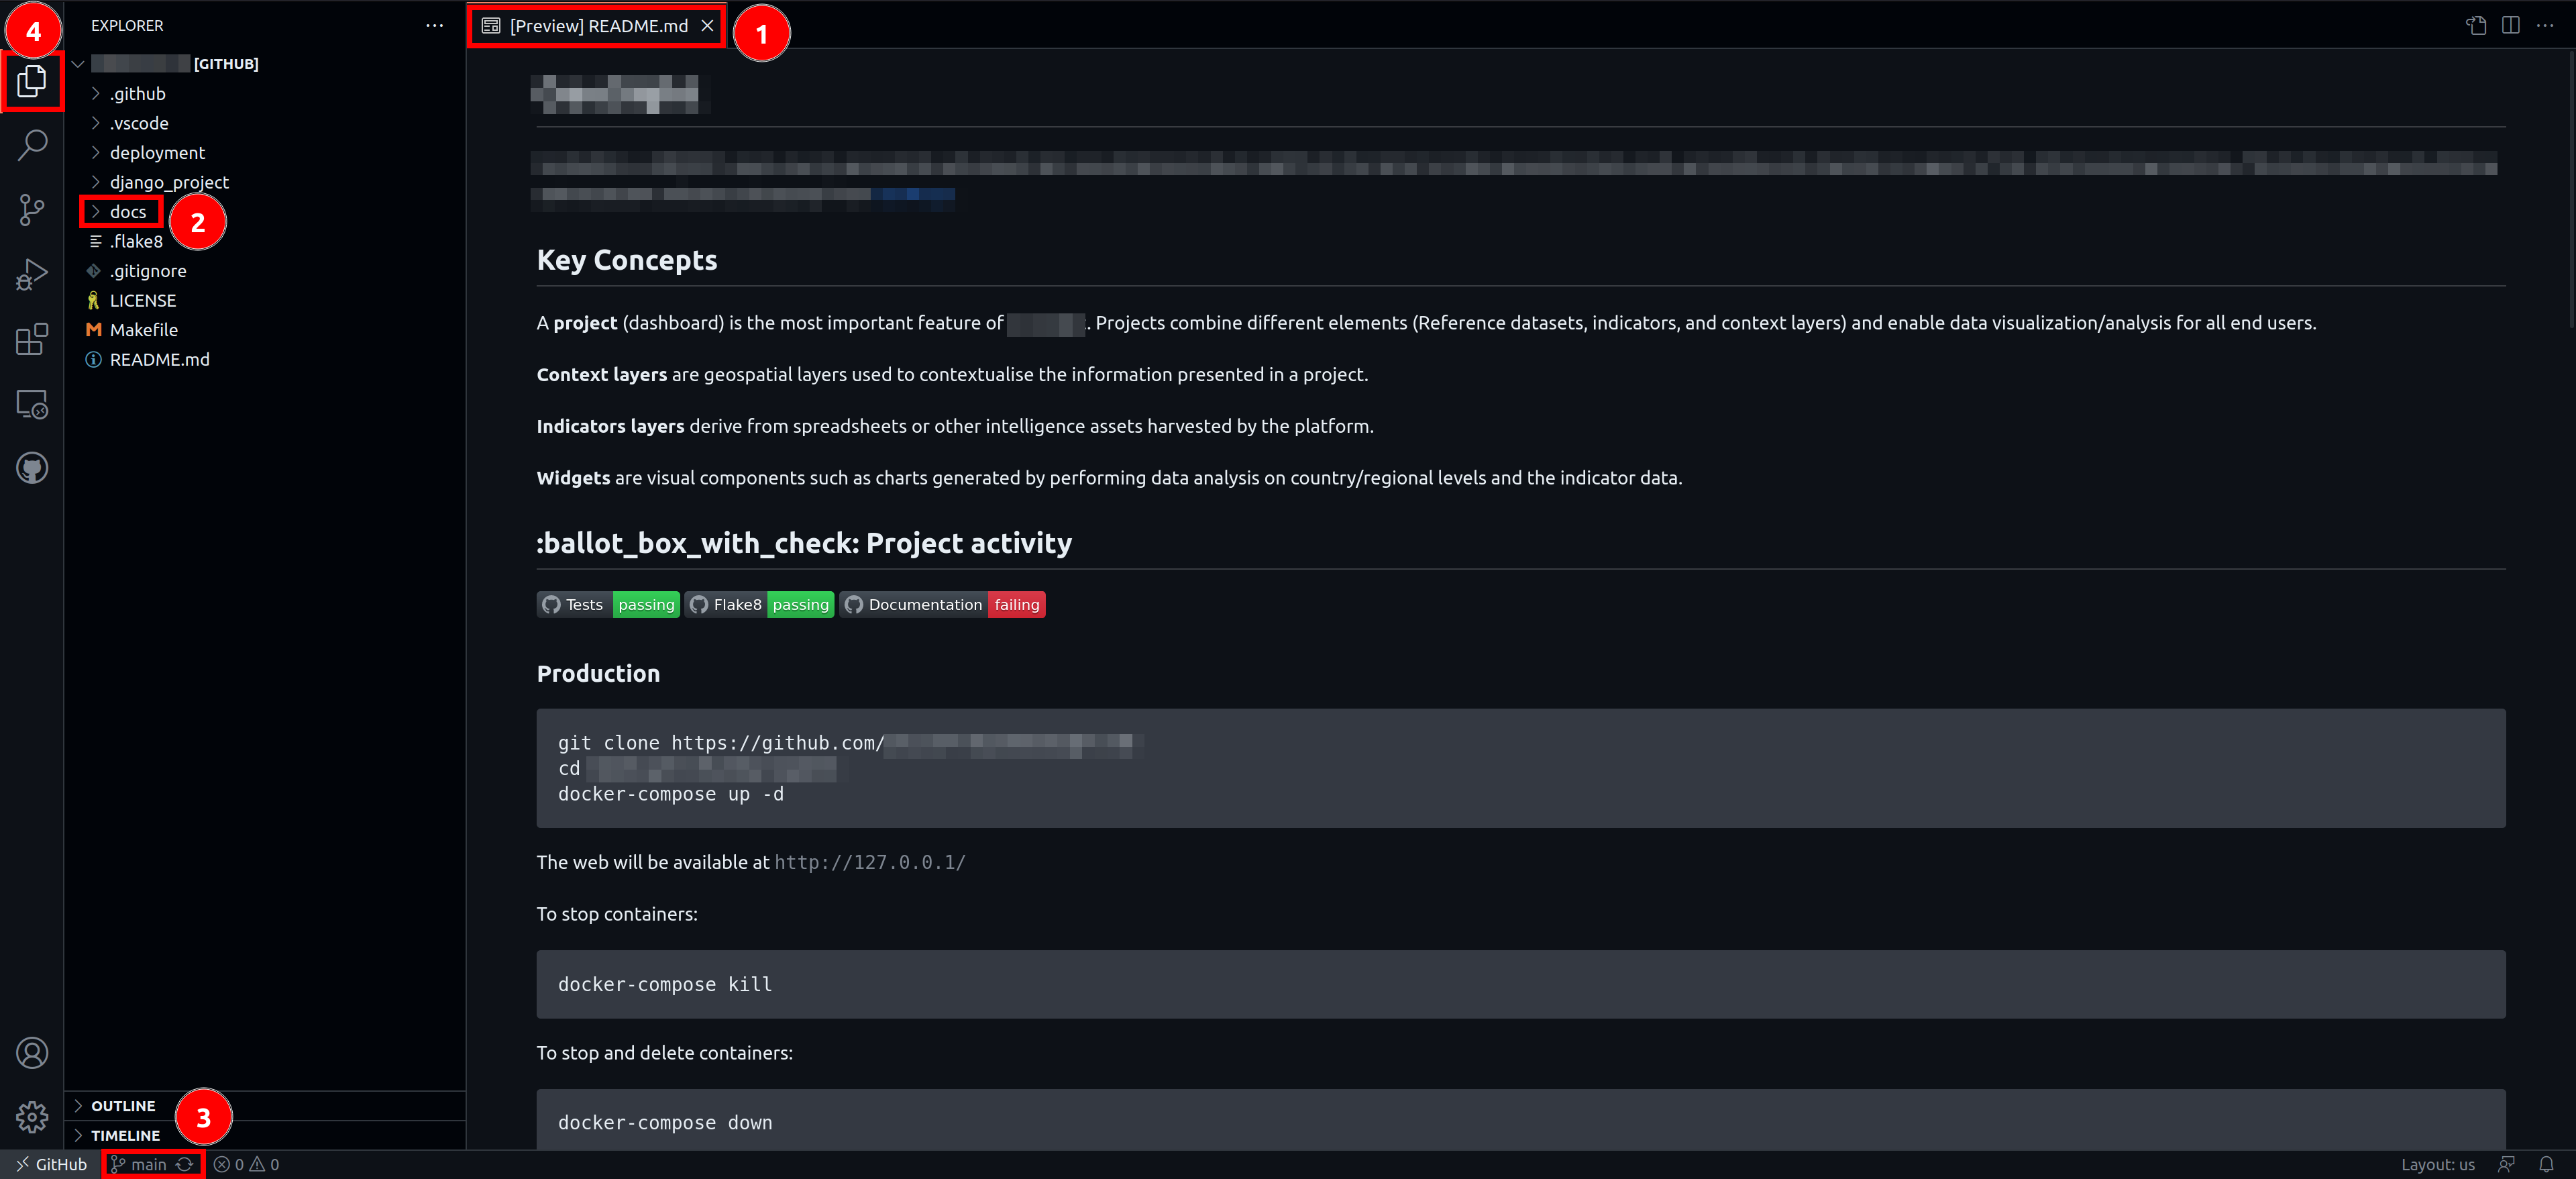 4
EXPLORER
[Preview] README.md
1
[GITHUB]
.github
.vscode
deployment
django_project
docs
2
.flake8
.gitignore
LICENSE
Makefile
README.md
Key Concepts
A project (dashboard) is the most important feature of . Projects combine different elements (Reference datasets, indicators, and context layers) and enable data visualization/analysis for all end users.
Context layers are geospatial layers used to contextualise the information presented in a project.
Indicators layers derive from spreadsheets or other intelligence assets harvested by the platform.
Widgets are visual components such as charts generated by performing data analysis on country/regional levels and the indicator data.
:ballot_box_with_check: Project activity
Tests passing Flake8 passing Documentation failing
Production
git clone https://github.com/
cd
docker-compose up -d
The web will be available at http://127.0.0.1/
To stop containers:
docker-compose kill
To stop and delete containers:
docker-compose down
OUTLINE
3
TIMELINE
GitHub main 0 0
Layout: us